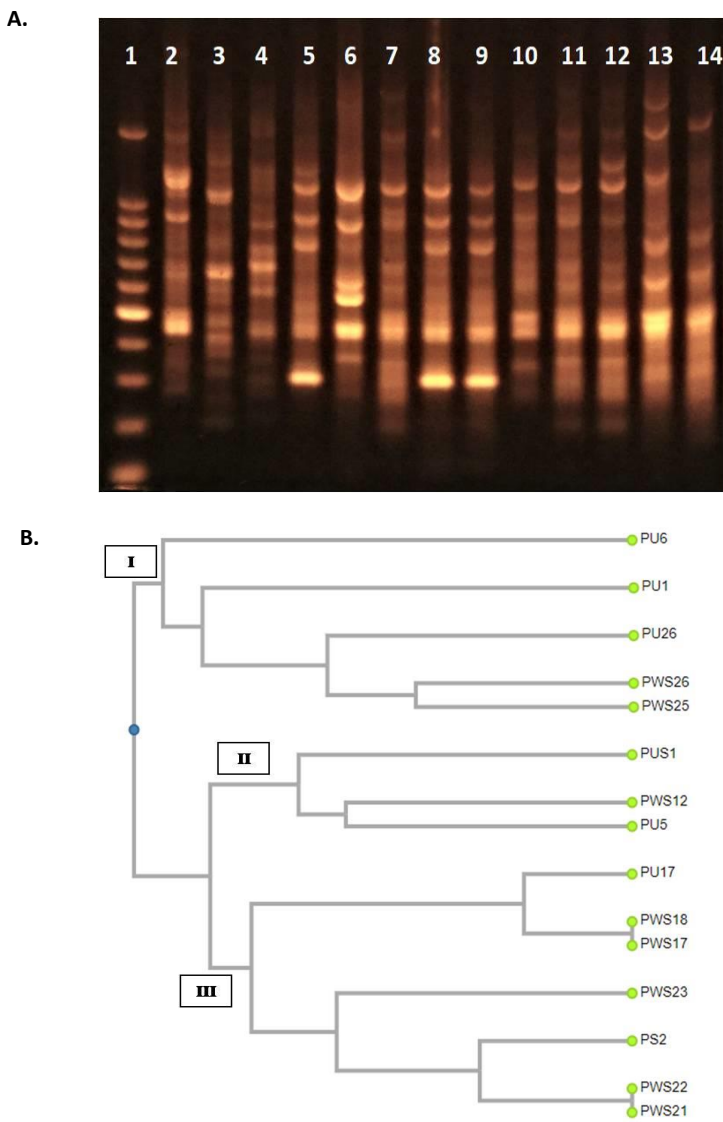 A.
1 2 3 4 5 6 7 8 9 10 11 12 13 14
B.
I
PU6
PU1
PU26
PWS26
PWS25
II
PUS1
PWS12
PU5
PU17
PWS18
PWS17
III
PWS23
PS2
PWS22
PWS21